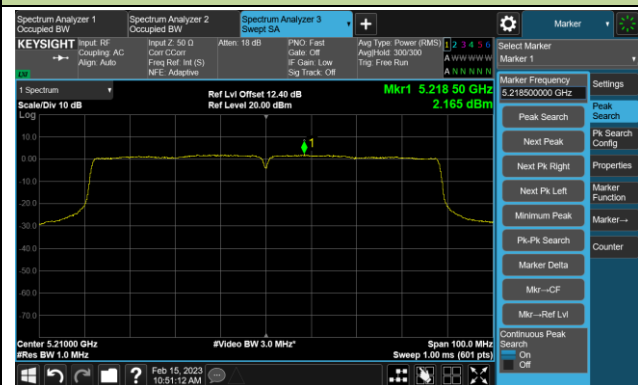 Spectrum Analyzer 1
Occupied BW
Spectrum Analyzer 2
Occupied BW
Spectrum Analyzer 3
Swept SA
Marker
KEYSIGHT
Input: RF
Coupling: AC
Align: Auto
Input Z: 50 Ω
Corr CCorr
Freq Ref: Int (S)
NFE: Adaptive
Atten: 18 dB
PNO: Fast
Gate: Off
IF Gain: Low
Sig Track: Off
Avg Type: Power (RMS)
Avg|Hold: 300/300
Trig: Free Run
1 2 3 4 5 6
A W W W W W
A N N N N N
Select Marker
Marker 1
1 Spectrum
Scale/Div 10 dB
Log
Ref Lvl Offset 12.40 dB
Ref Level 20.00 dBm
Mkr1 5.218 50 GHz
2.165 dBm
1
10.0
0.00
-10.0
-20.0
-30.0
-40.0
-50.0
-60.0
-70.0
Center 5.21000 GHz
#Res BW 1.0 MHz
#Video BW 3.0 MHz*
Span 100.0 MHz
Sweep 1.00 ms (601 pts)
Marker Frequency
5.218500000 GHz
Peak Search
Next Peak
Next Pk Right
Next Pk Left
Minimum Peak
Pk-Pk Search
Marker Delta
Mkr→CF
Mkr→Ref Lvl
Continuous Peak
Search
On
Off
Settings
Peak
Search
Pk Search
Config
Properties
Marker
Function
Marker→
Counter
Feb 15, 2023
10:51:12 AM